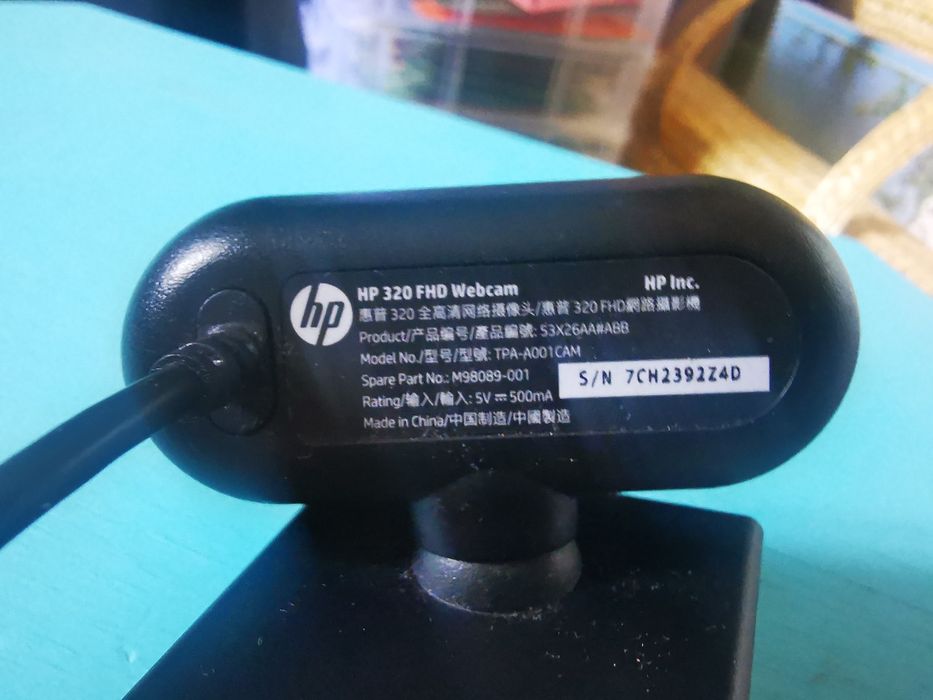 hp
HP 320 FHD Webcam HP Inc.
惠普 320 全高清网络摄像头/惠普 320 FHD網路攝影機
Product/产品编号/產品編號: 53X26AA#ABB
Model No./型号/型號: TPA-A001CAM
Spare Part No.: M98089-001
S/N 7CH2392Z4D
Rating/输入/輸入: 5V ⎓ 500mA
Made in China/中国制造/中國製造